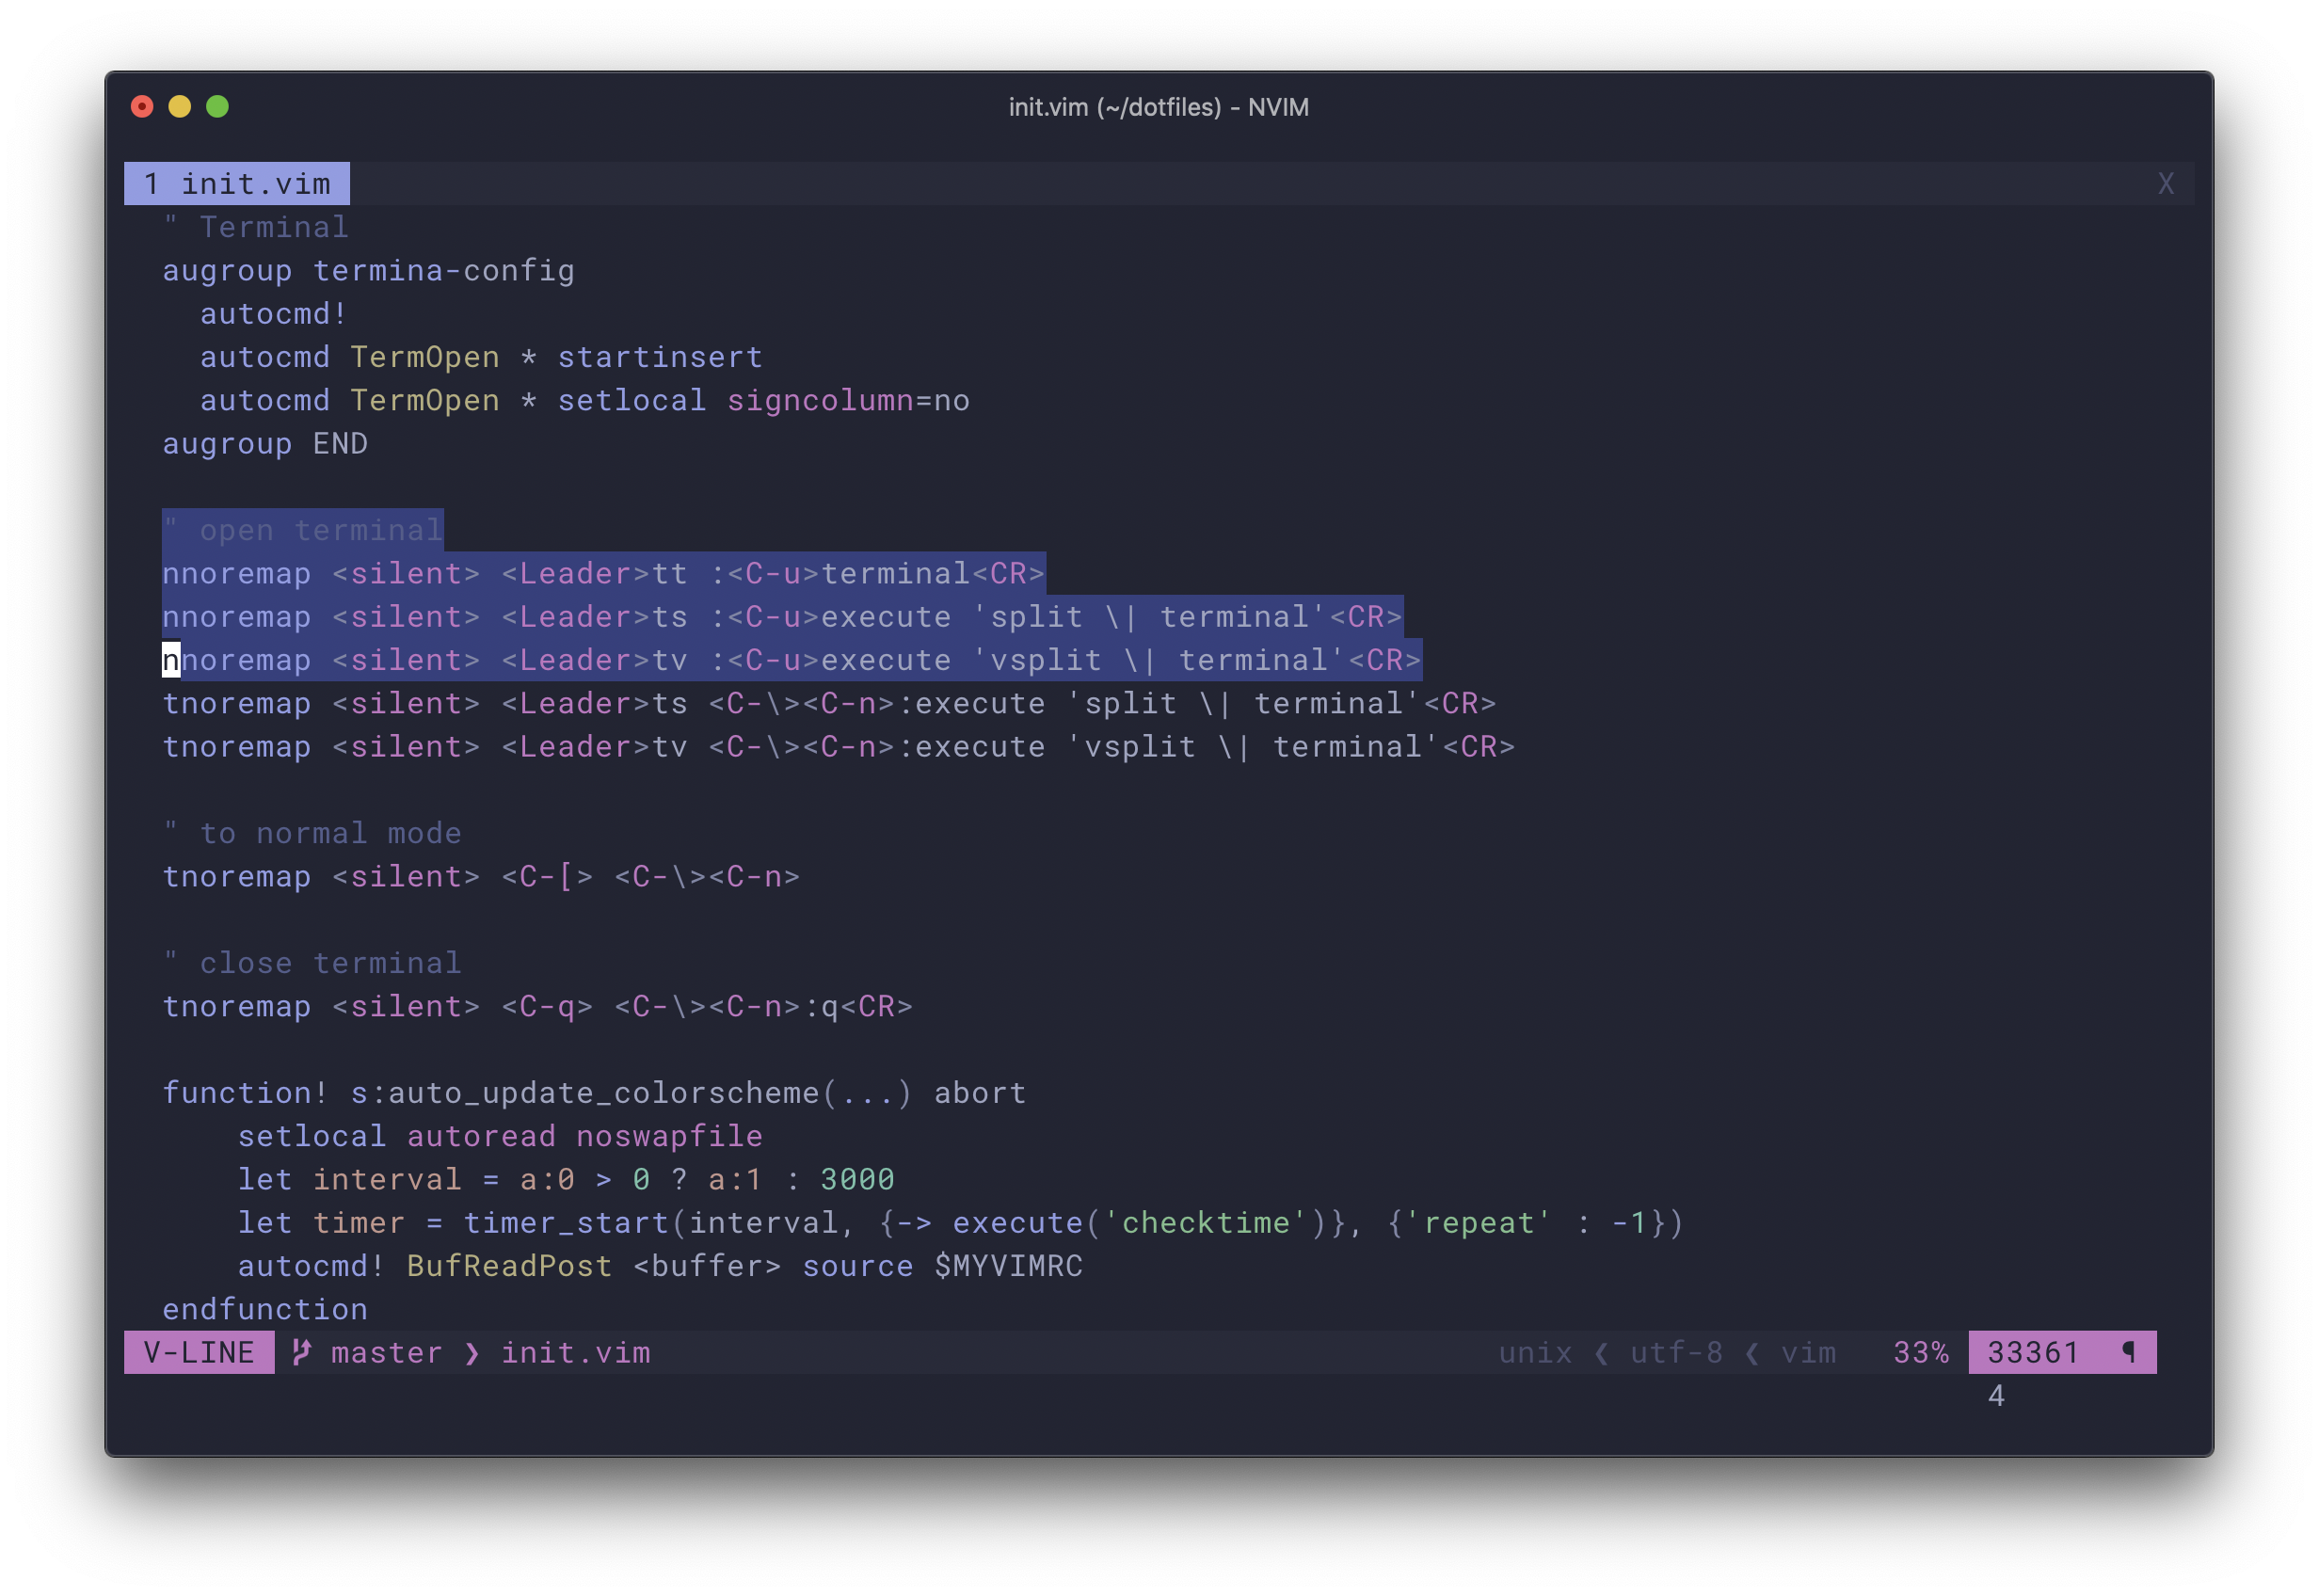 init.vim (~/dotfiles) - NVIM
1 init.vim X
" Terminal
augroup termina-config
  autocmd!
  autocmd TermOpen * startinsert
  autocmd TermOpen * setlocal signcolumn=no
augroup END
" open terminal
nnoremap <silent> <Leader>tt :<C-u>terminal<CR>
nnoremap <silent> <Leader>ts :<C-u>execute 'split \| terminal'<CR>
nnoremap <silent> <Leader>tv :<C-u>execute 'vsplit \| terminal'<CR>
tnoremap <silent> <Leader>ts <C-\><C-n>:execute 'split \| terminal'<CR>
tnoremap <silent> <Leader>tv <C-\><C-n>:execute 'vsplit \| terminal'<CR>
" to normal mode
tnoremap <silent> <C-[> <C-\><C-n>
" close terminal
tnoremap <silent> <C-q> <C-\><C-n>:q<CR>
function! s:auto_update_colorscheme(...) abort
    setlocal autoread noswapfile
    let interval = a:0 > 0 ? a:1 : 3000
    let timer = timer_start(interval, {-> execute('checktime')}, {'repeat' : -1})
    autocmd! BufReadPost <buffer> source $MYVIMRC
endfunction
V-LINE master ❯ init.vim unix ❮ utf-8 ❮ vim 33% 33361 ¶
4